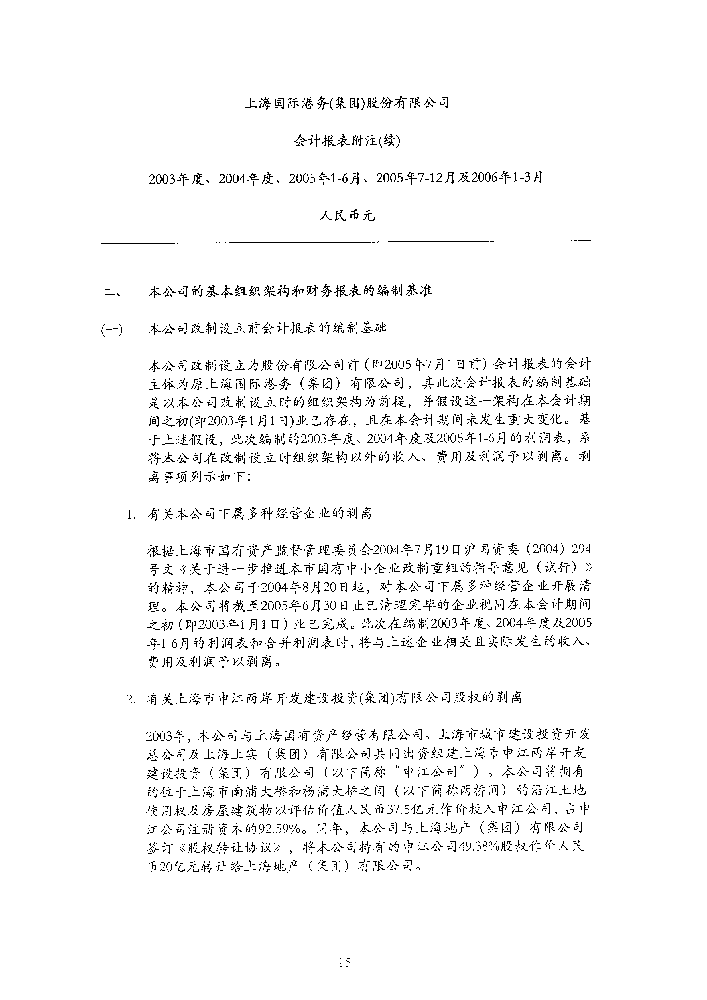 上海国际港务(集团)股份有限公司
会计报表附注(续)
2003年度、2004年度、2005年1-6月、2005年7-12月及2006年1-3月
人民币元
二、 本公司的基本组织架构和财务报表的编制基准
(一) 本公司改制设立前会计报表的编制基础
本公司改制设立为股份有限公司前（即2005年7月1日前）会计报表的会计
主体为原上海国际港务（集团）有限公司，其此次会计报表的编制基础
是以本公司改制设立时的组织架构为前提，并假设这一架构在本会计期
间之初(即2003年1月1日)业已存在，且在本会计期间未发生重大变化。基
于上述假设，此次编制的2003年度、2004年度及2005年1-6月的利润表，系
将本公司在改制设立时组织架构以外的收入、费用及利润予以剥离。剥
离事项列示如下：
1. 有关本公司下属多种经营企业的剥离
根据上海市国有资产监督管理委员会2004年7月19日沪国资委（2004）294
号文《关于进一步推进本市国有中小企业改制重组的指导意见（试行）》
的精神，本公司于2004年8月20日起，对本公司下属多种经营企业开展清
理。本公司将截至2005年6月30日止已清理完毕的企业视同在本会计期间
之初（即2003年1月1日）业已完成。此次在编制2003年度、2004年度及2005
年1-6月的利润表和合并利润表时，将与上述企业相关且实际发生的收入、
费用及利润予以剥离。
2. 有关上海市申江两岸开发建设投资(集团)有限公司股权的剥离
2003年，本公司与上海国有资产经营有限公司、上海市城市建设投资开发
总公司及上海上实（集团）有限公司共同出资组建上海市申江两岸开发
建设投资（集团）有限公司（以下简称“申江公司”）。本公司将拥有
的位于上海市南浦大桥和杨浦大桥之间（以下简称两桥间）的沿江土地
使用权及房屋建筑物以评估价值人民币37.5亿元作价投入申江公司，占申
江公司注册资本的92.59%。同年，本公司与上海地产（集团）有限公司
签订《股权转让协议》，将本公司持有的申江公司49.38%股权作价人民
币20亿元转让给上海地产（集团）有限公司。
15